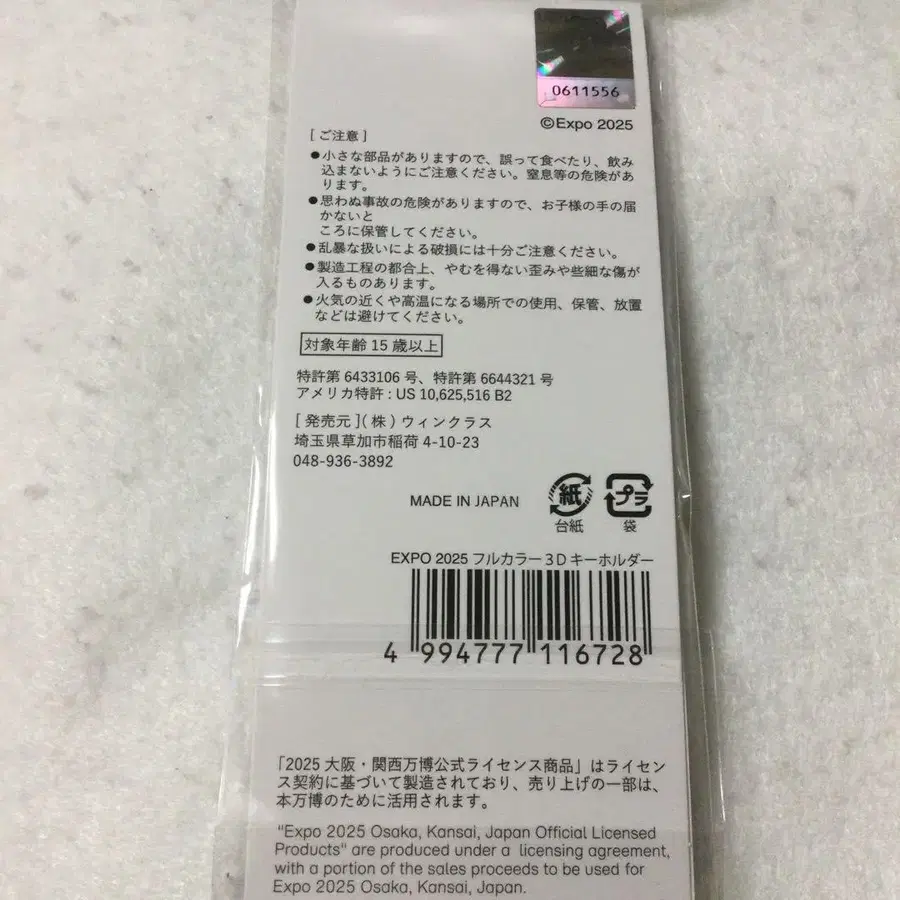 0611556
©Expo 2025
[ ご注意 ]
●小さな部品がありますので、誤って食べたり、飲み
込まないようにご注意ください。窒息等の危険があ
ります。
●思わぬ事故の危険がありますので、お子様の手の届
かないと
ころに保管してください。
●乱暴な扱いによる破損には十分ご注意ください。
●製造工程の都合上、やむを得ない歪みや些細な傷が
入るものあります。
●火気の近くや高温になる場所での使用、保管、放置
などは避けてください。
対象年齢 15 歳以上
特許第 6433106 号、特許第 6644321 号
アメリカ特許 : US 10,625,516 B2
[ 発売元 ](株) ウィンクラス
埼玉県草加市稲荷 4-10-23
048-936-3892
MADE IN JAPAN
紙 プラ
台紙 袋
EXPO 2025 フルカラー 3D キーホルダー
4 994777 116728
「2025 大阪・関西万博公式ライセンス商品」はライセン
ス契約に基づいて製造されており、売り上げの一部は、
本万博のために活用されます。
"Expo 2025 Osaka, Kansai, Japan Official Licensed
Products" are produced under a licensing agreement,
with a portion of the sales proceeds to be used for
Expo 2025 Osaka, Kansai, Japan.